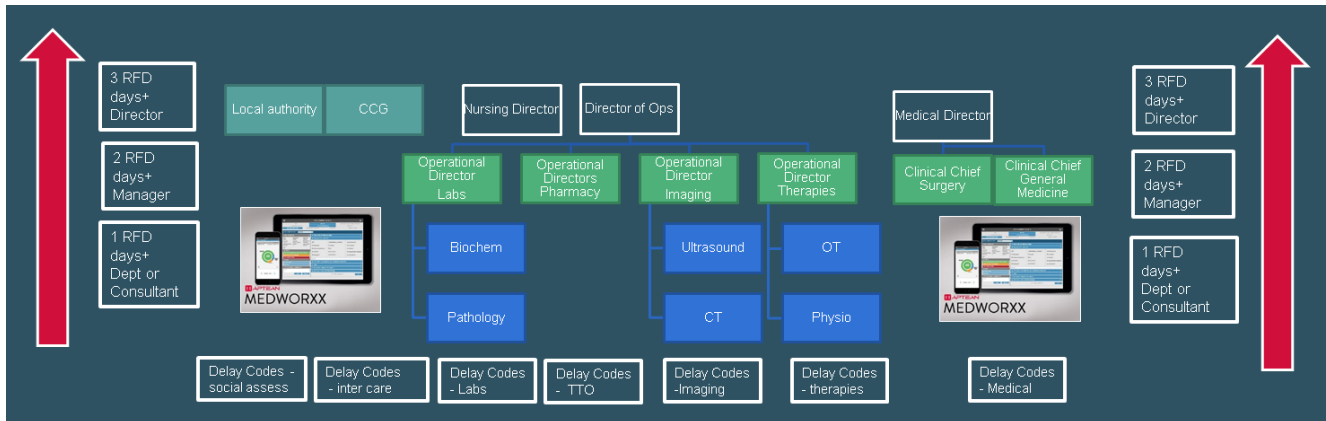 3 RFD
days+
Director
2 RFD
days+
Manager
1 RFD
days+
Dept or
Consultant
Local authority
CCG
Nursing Director
Director of Ops
Medical Director
Operational
Director
Labs
Operational
Directors
Pharmacy
Operational
Director
Imaging
Operational
Director
Therapies
Clinical Chief
Surgery
Clinical Chief
General
Medicine
Biochem
Ultrasound
OT
Pathology
CT
Physio
APTEAN
MEDWORXX
APTEAN
MEDWORXX
3 RFD
days+
Director
2 RFD
days+
Manager
1 RFD
days+
Dept or
Consultant
Delay Codes -
social assess
Delay Codes
- inter care
Delay Codes
- Labs
Delay Codes
- TTO
Delay Codes
-Imaging
Delay Codes
- therapies
Delay Codes
- Medical